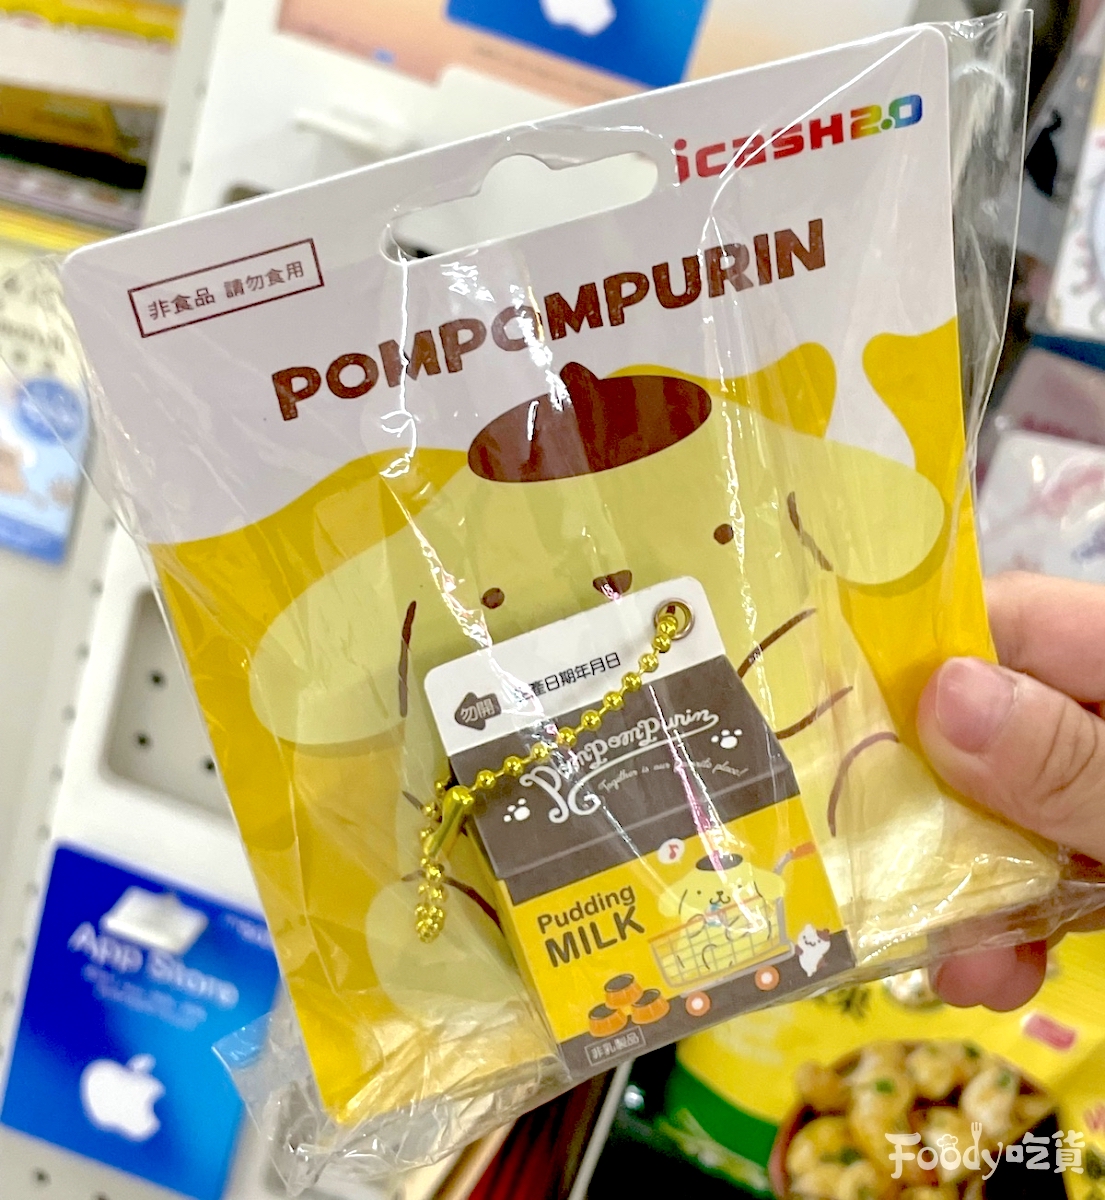 icash2.0
非食品 請勿食用
POMPOMPURIN
勿開
產日期年月日
PomPomPurin
Together is our favorite place!
Pudding
MILK
非乳製品
App Store
Foody吃貨